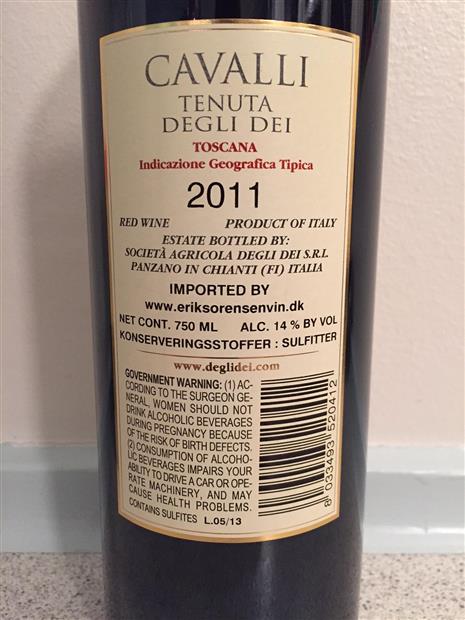 CAVALLI
TENUTA
DEGLI DEI
TOSCANA
Indicazione Geografica Tipica
2011
RED WINE PRODUCT OF ITALY
ESTATE BOTTLED BY:
SOCIETÀ AGRICOLA DEGLI DEI S.R.L.
PANZANO IN CHIANTI (FI) ITALIA
IMPORTED BY
www.eriksorensenvin.dk
NET CONT. 750 ML ALC. 14 % BY VOL
KONSERVERINGSSTOFFER : SULFITTER
www.deglidei.com
GOVERNMENT WARNING: (1) AC-
CORDING TO THE SURGEON GE-
NERAL, WOMEN SHOULD NOT
DRINK ALCOHOLIC BEVERAGES
DURING PREGNANCY BECAUSE
OF THE RISK OF BIRTH DEFECTS.
(2) CONSUMPTION OF ALCOHO-
LIC BEVERAGES IMPAIRS YOUR
ABILITY TO DRIVE A CAR OR OPE-
RATE MACHINERY, AND MAY
CAUSE HEALTH PROBLEMS.
CONTAINS SULFITES L.05/13
8 033493 520412